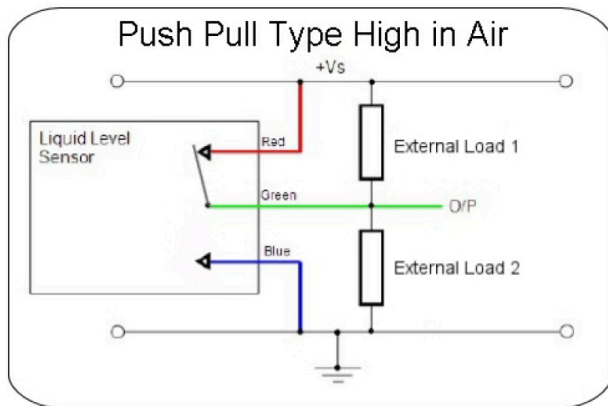 Push Pull Type High in Air
+Vs
Liquid Level
Sensor
Red
External Load 1
Green
O/P
Blue
External Load 2